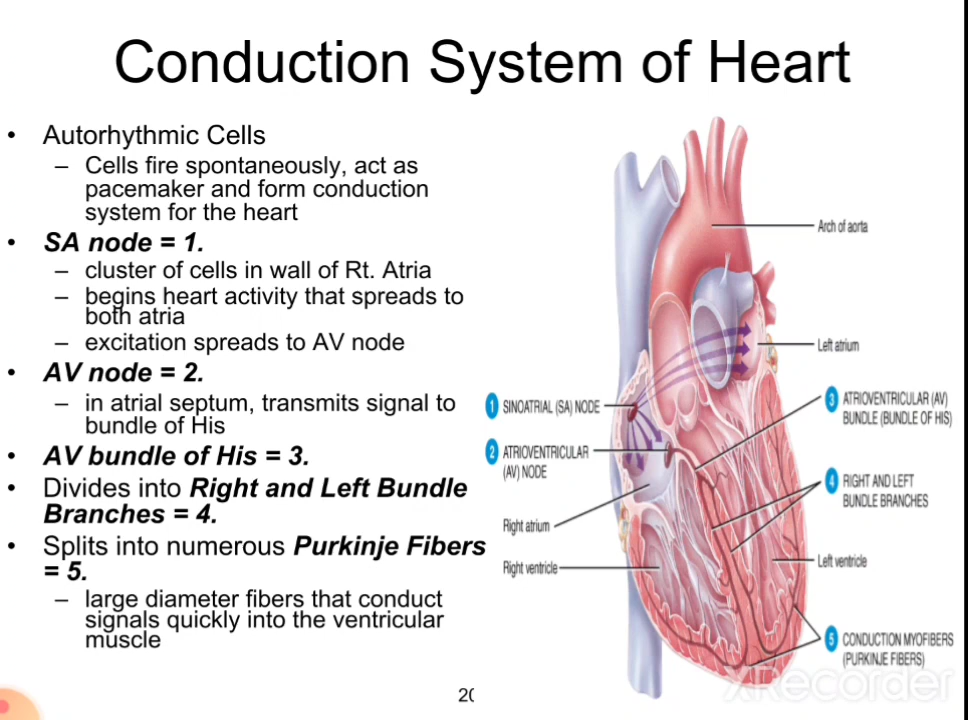 Conduction System of Heart
• Autorhythmic Cells
– Cells fire spontaneously, act as
pacemaker and form conduction
system for the heart
• SA node = 1.
– cluster of cells in wall of Rt. Atria
– begins heart activity that spreads to
both atria
– excitation spreads to AV node
• AV node = 2.
– in atrial septum, transmits signal to
bundle of His
• AV bundle of His = 3.
• Divides into Right and Left Bundle
Branches = 4.
• Splits into numerous Purkinje Fibers
= 5.
– large diameter fibers that conduct
signals quickly into the ventricular
muscle
Arch of aorta
Left atrium
1 SINOATRIAL (SA) NODE
2 ATRIOVENTRICULAR
(AV) NODE
Right atrium
Right ventricle
3 ATRIOVENTRICULAR (AV)
BUNDLE (BUNDLE OF HIS)
4 RIGHT AND LEFT
BUNDLE BRANCHES
Left ventricle
5 CONDUCTION MYOFIBERS
(PURKINJE FIBERS)
XRecorder